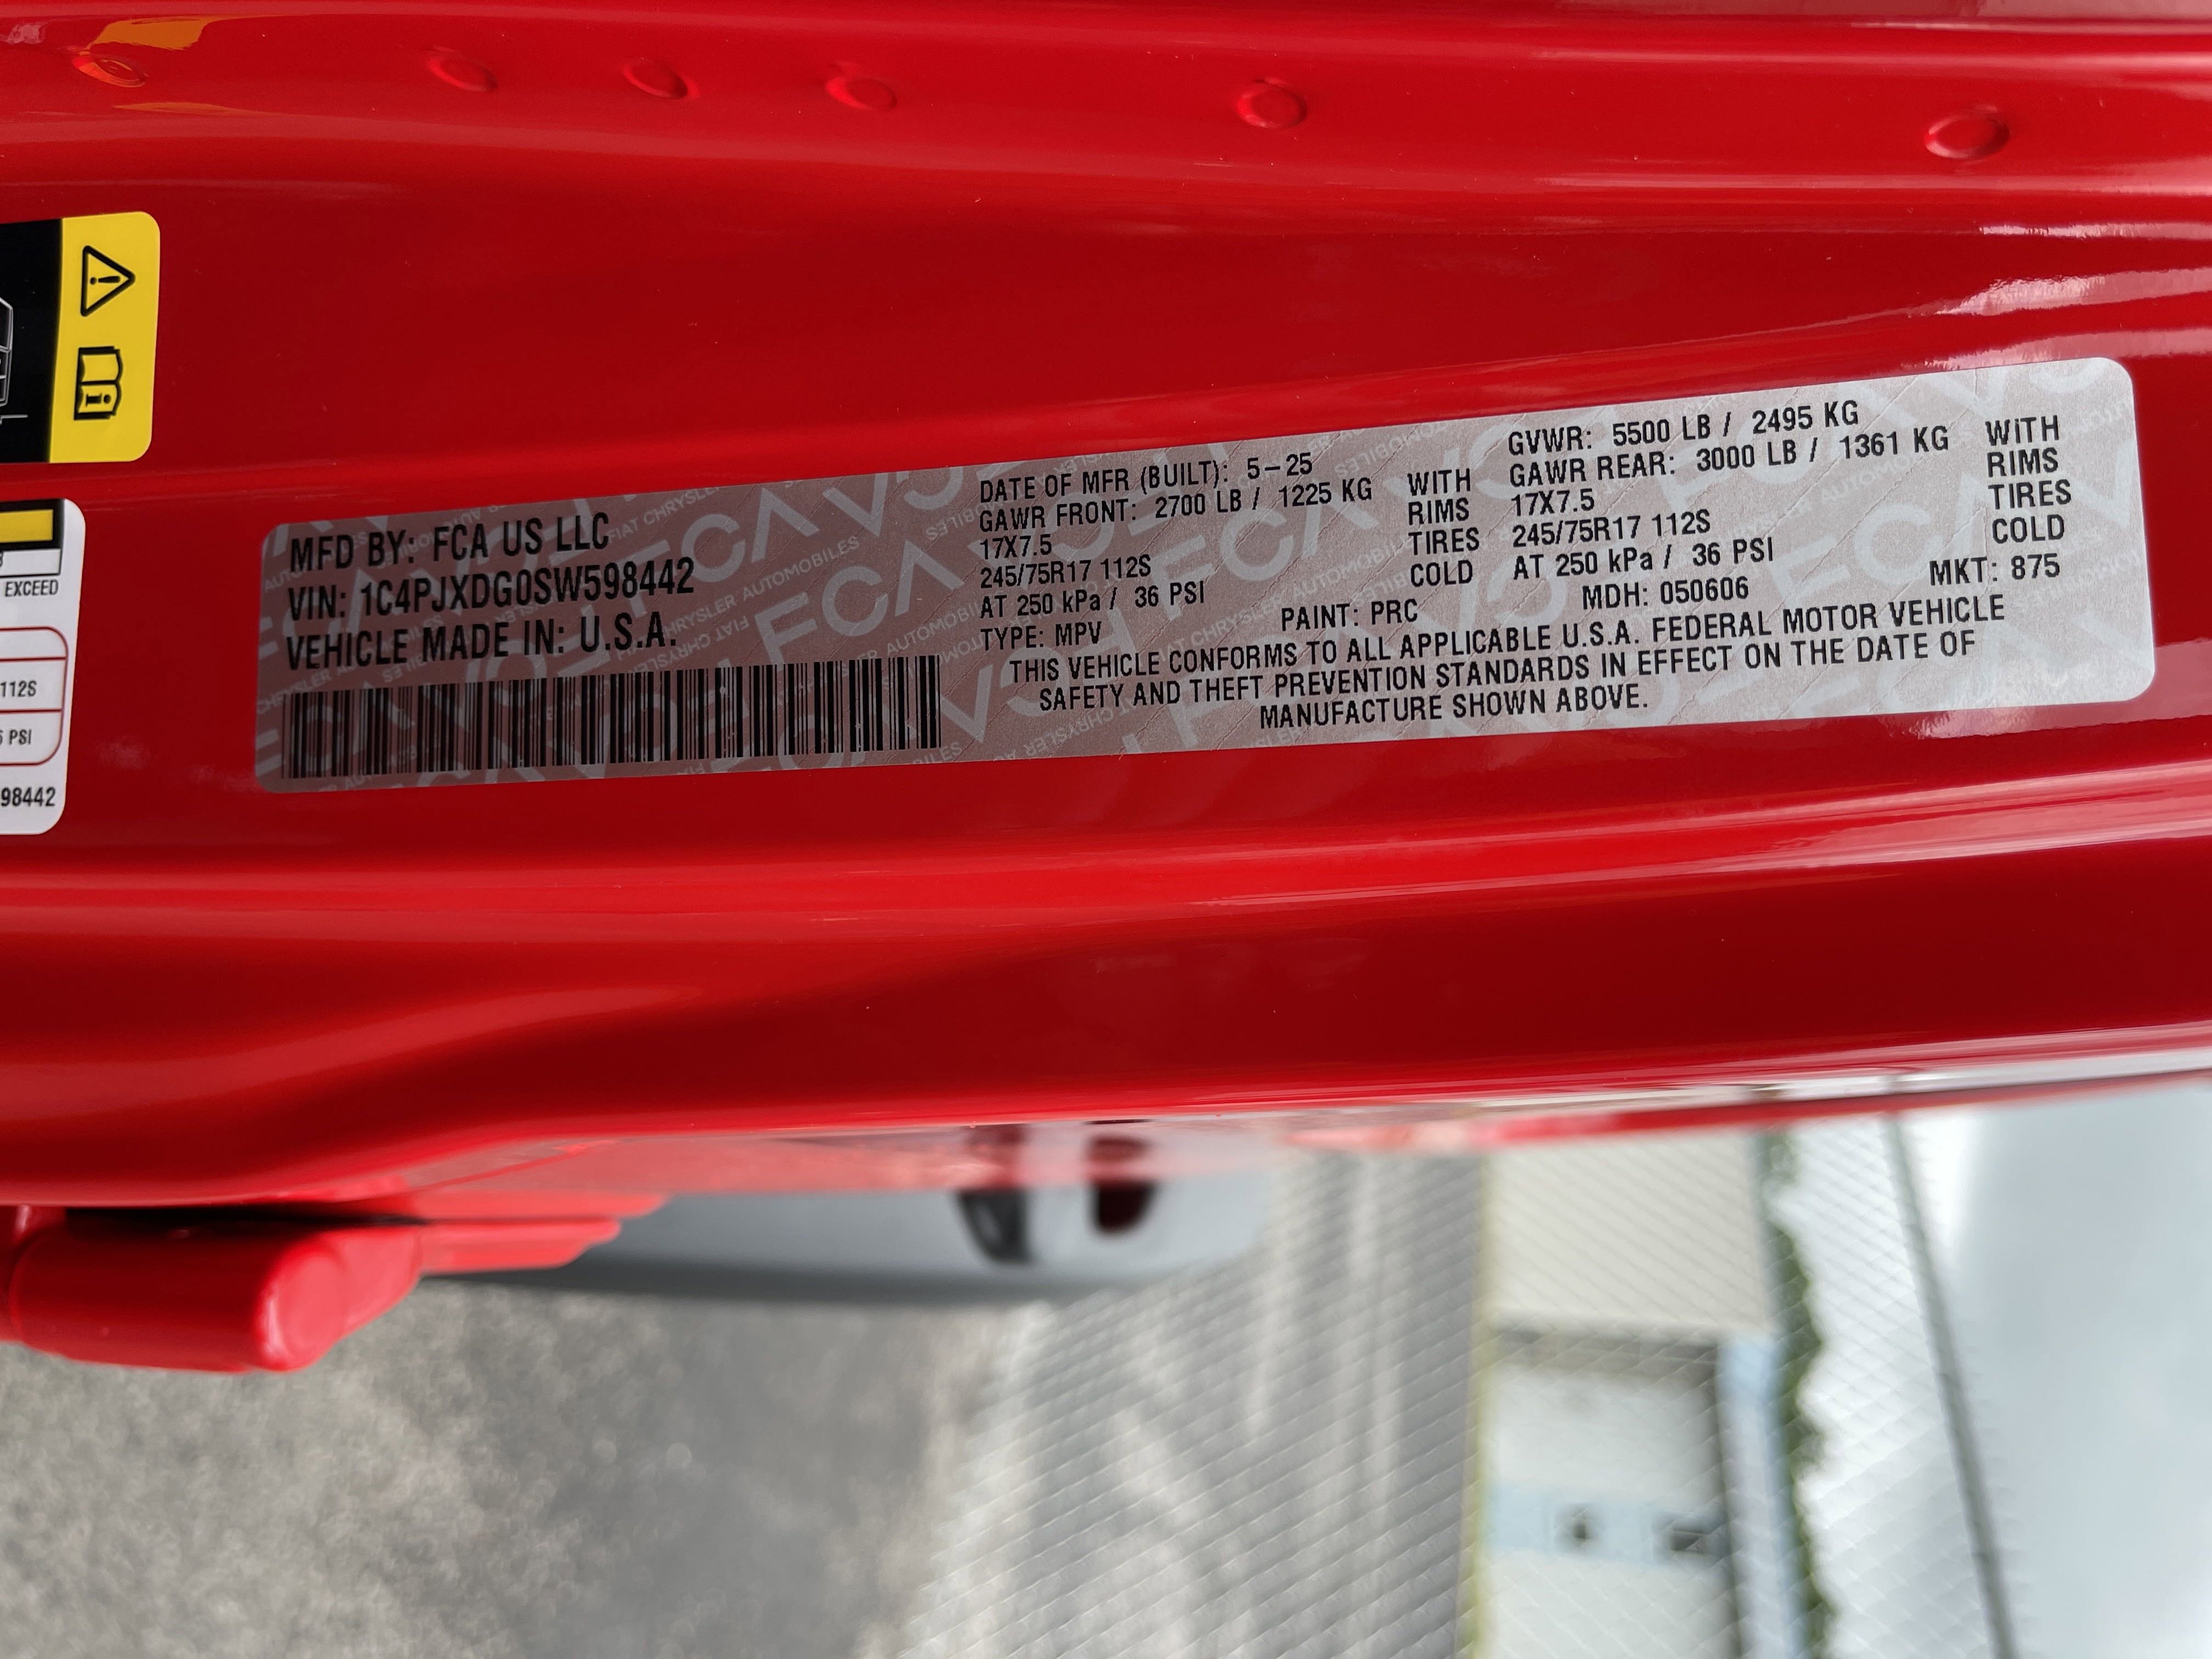 MFD BY: FCA US LLC
VIN: 1C4PJXDG0SW598442
VEHICLE MADE IN: U.S.A.
DATE OF MFR (BUILT): 5-25
GVWR: 5500 LB / 2495 KG
GAWR FRONT: 2700 LB / 1225 KG WITH
GAWR REAR: 3000 LB / 1361 KG WITH
17X7.5 RIMS
17X7.5 RIMS
245/75R17 112S TIRES
245/75R17 112S TIRES
AT 250 kPa / 36 PSI COLD
AT 250 kPa / 36 PSI COLD
TYPE: MPV PAINT: PRC MDH: 050606 MKT: 875
THIS VEHICLE CONFORMS TO ALL APPLICABLE U.S.A. FEDERAL MOTOR VEHICLE
SAFETY AND THEFT PREVENTION STANDARDS IN EFFECT ON THE DATE OF
MANUFACTURE SHOWN ABOVE.
EXCEED
112S
PSI
98442